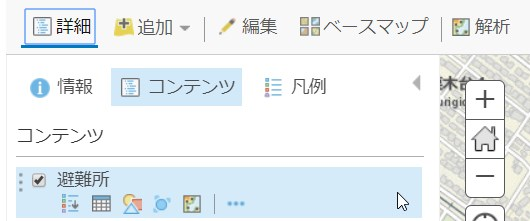 詳細 追加 編集 ベースマップ 解析
情報 コンテンツ 凡例
コンテンツ
避難所